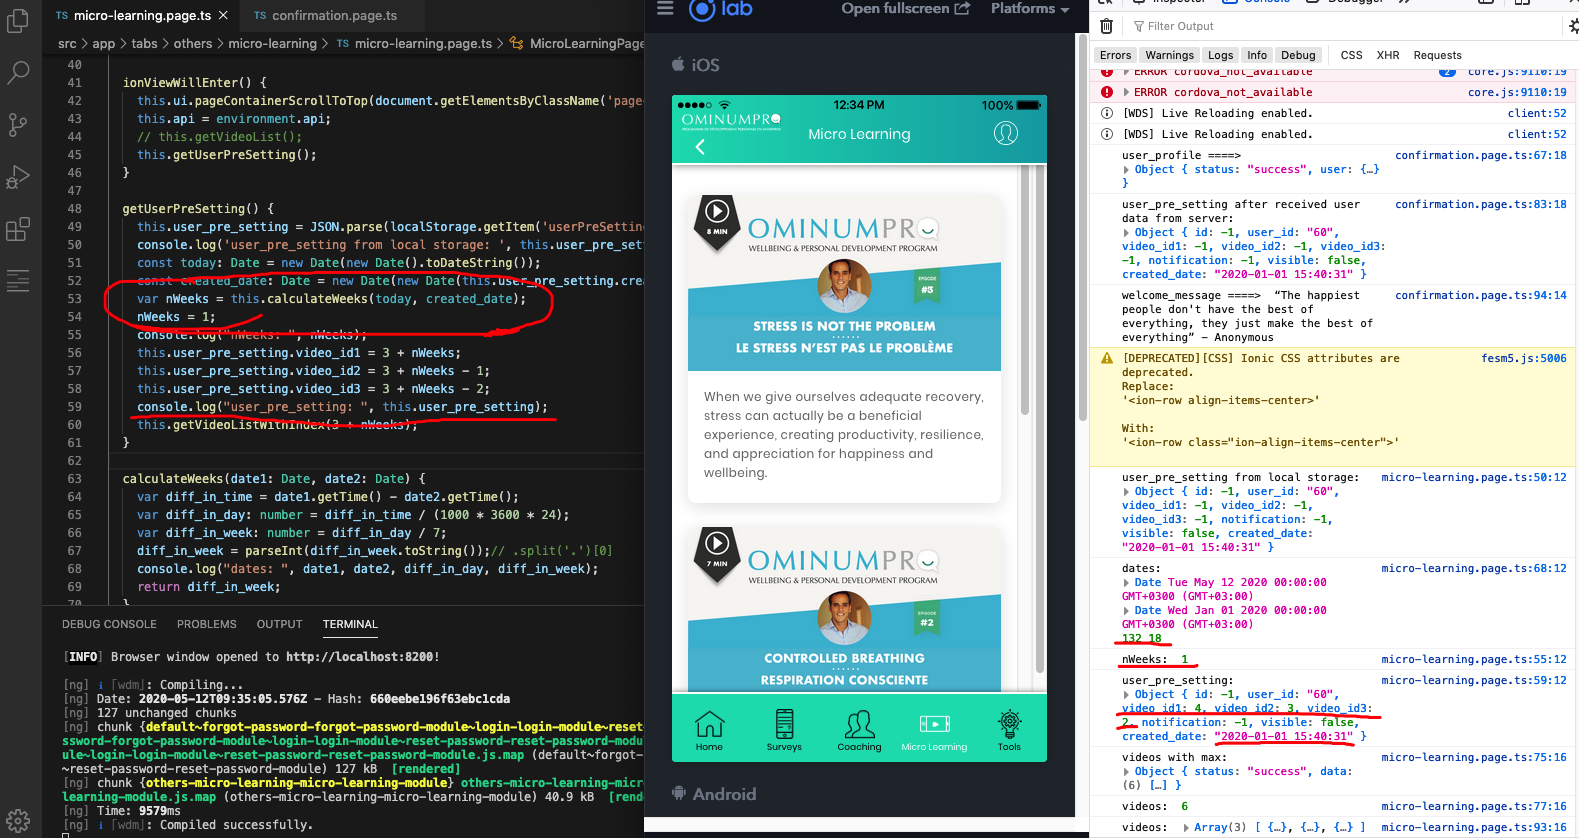 TS micro-learning.page.ts ×
TS confirmation.page.ts
src > app > tabs > others > micro-learning > TS micro-learning.page.ts > MicroLearningPage
40
41 ionViewWillEnter() {
42 this.ui.pageContainerScrollToTop(document.getElementsByClassName('page-
43 this.api = environment.api;
44 // this.getVideoList();
45 this.getUserPreSetting();
46 }
47
48 getUserPreSetting() {
49 this.user_pre_setting = JSON.parse(localStorage.getItem('userPreSetting
50 console.log('user_pre_setting from local storage: ', this.user_pre_sett
51 const today: Date = new Date(new Date().toDateString());
52 const created_date: Date = new Date(new Date(this.user_pre_setting.crea
53 var nWeeks = this.calculateWeeks(today, created_date);
54 nWeeks = 1;
55 console.log("nWeeks: ", nWeeks);
56 this.user_pre_setting.video_id1 = 3 + nWeeks;
57 this.user_pre_setting.video_id2 = 3 + nWeeks - 1;
58 this.user_pre_setting.video_id3 = 3 + nWeeks - 2;
59 console.log("user_pre_setting: ", this.user_pre_setting);
60 this.getVideoListWithIndex(3 + nWeeks);
61 }
62
63 calculateWeeks(date1: Date, date2: Date) {
64 var diff_in_time = date1.getTime() - date2.getTime();
65 var diff_in_day: number = diff_in_time / (1000 * 3600 * 24);
66 var diff_in_week: number = diff_in_day / 7;
67 diff_in_week = parseInt(diff_in_week.toString());// .split('.')[0]
68 console.log("dates: ", date1, date2, diff_in_day, diff_in_week);
69 return diff_in_week;
70 }
DEBUG CONSOLE PROBLEMS OUTPUT TERMINAL
[INFO] Browser window opened to http://localhost:8200!
[ng] i ｢wdm｣: Compiling...
[ng] Date: 2020-05-12T09:35:05.576Z - Hash: 660eebe196f63ebc1cda
[ng] 127 unchanged chunks
[ng] chunk {default~forgot-password-forgot-password-module~login-login-module~reset-
ssword-forgot-password-module~login-login-module~reset-password-reset-password-modu
ule~login-login-module~reset-password-reset-password-module.js.map (default~forgot-
~reset-password-reset-password-module) 127 kB [rendered]
[ng] chunk {others-micro-learning-micro-learning-module} others-micro-learning-micr
learning-module.js.map (others-micro-learning-micro-learning-module) 40.9 kB [rend
[ng] Time: 9579ms
[ng] i ｢wdm｣: Compiled successfully.
lab
Open fullscreen
Platforms
iOS
12:34 PM
100%
OMINUMPRO
Micro Learning
8 MIN
OMINUMPRO
WELLBEING & PERSONAL DEVELOPMENT PROGRAM
EPISODE
#3
STRESS IS NOT THE PROBLEM
LE STRESS N'EST PAS LE PROBLÈME
When we give ourselves adequate recovery,
stress can actually be a beneficial
experience, creating productivity, resilience,
and appreciation for happiness and
wellbeing.
7 MIN
OMINUMPRO
WELLBEING & PERSONAL DEVELOPMENT PROGRAM
EPISODE
#2
CONTROLLED BREATHING
RESPIRATION CONSCIENTE
Home
Surveys
Coaching
Micro Learning
Tools
Android
Inspector
Console
Debugger
Filter Output
Errors Warnings Logs Info Debug CSS XHR Requests
ERROR cordova_not_available 2 core.js:9110:19
ERROR cordova_not_available core.js:9110:19
[WDS] Live Reloading enabled. client:52
[WDS] Live Reloading enabled. client:52
user_profile ====> confirmation.page.ts:67:18
Object { status: "success", user: {…}
}
user_pre_setting after received user confirmation.page.ts:83:18
data from server:
Object { id: -1, user_id: "60",
video_id1: -1, video_id2: -1, video_id3:
-1, notification: -1, visible: false,
created_date: "2020-01-01 15:40:31" }
welcome_message ====> “The happiest confirmation.page.ts:94:14
people don't have the best of
everything, they just make the best of
everything” – Anonymous
[DEPRECATED][CSS] Ionic CSS attributes are fesm5.js:5006
deprecated.
Replace:
'<ion-row align-items-center>'
With:
'<ion-row class="ion-align-items-center">'
user_pre_setting from local storage: micro-learning.page.ts:50:12
Object { id: -1, user_id: "60",
video_id1: -1, video_id2: -1,
video_id3: -1, notification: -1,
visible: false, created_date:
"2020-01-01 15:40:31" }
dates: micro-learning.page.ts:68:12
Date Tue May 12 2020 00:00:00
GMT+0300 (GMT+03:00)
Date Wed Jan 01 2020 00:00:00
GMT+0300 (GMT+03:00)
132 18
nWeeks: 1 micro-learning.page.ts:55:12
user_pre_setting: micro-learning.page.ts:59:12
Object { id: -1, user_id: "60",
video_id1: 4, video_id2: 3, video_id3:
2, notification: -1, visible: false,
created_date: "2020-01-01 15:40:31" }
videos with max: micro-learning.page.ts:75:16
Object { status: "success", data:
(6) […] }
videos: 6 micro-learning.page.ts:77:16
videos: Array(3) [ {…}, {…}, {…} ] micro-learning.page.ts:93:16